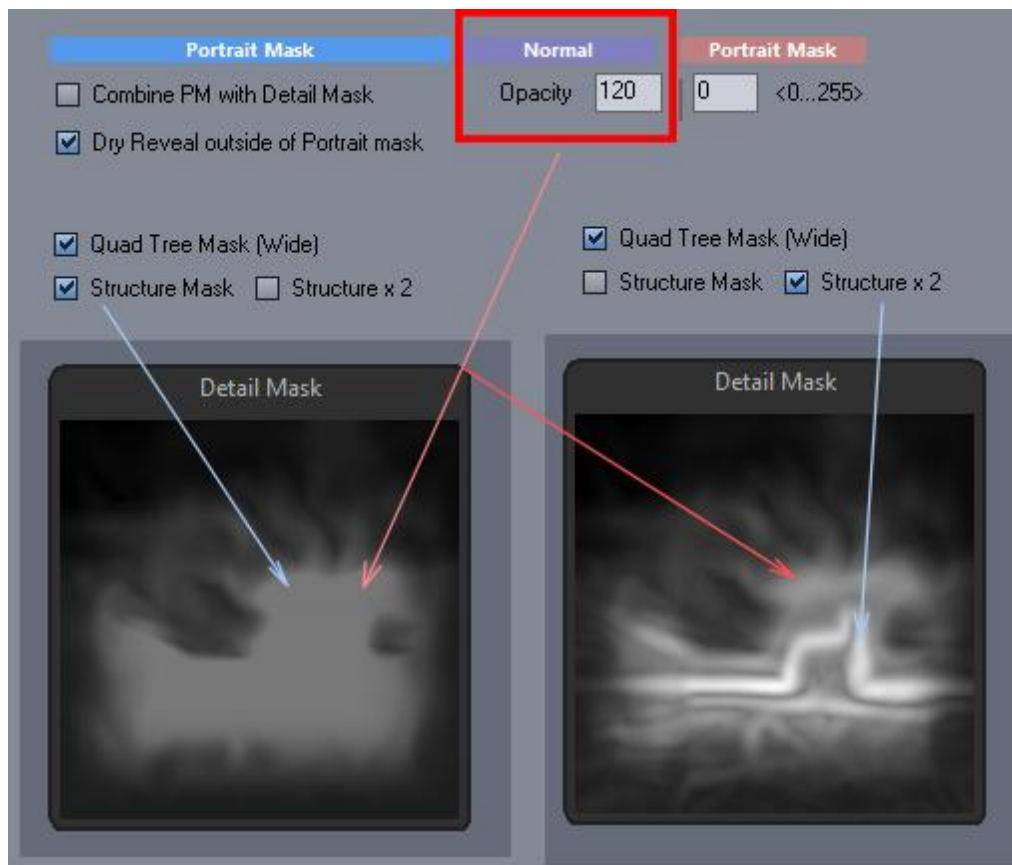 Portrait Mask Normal Portrait Mask
Combine PM with Detail Mask Opacity 120 0 <0...255>
Dry Reveal outside of Portrait mask
Quad Tree Mask (Wide) Quad Tree Mask (Wide)
Structure Mask Structure x 2 Structure Mask Structure x 2
Detail Mask Detail Mask